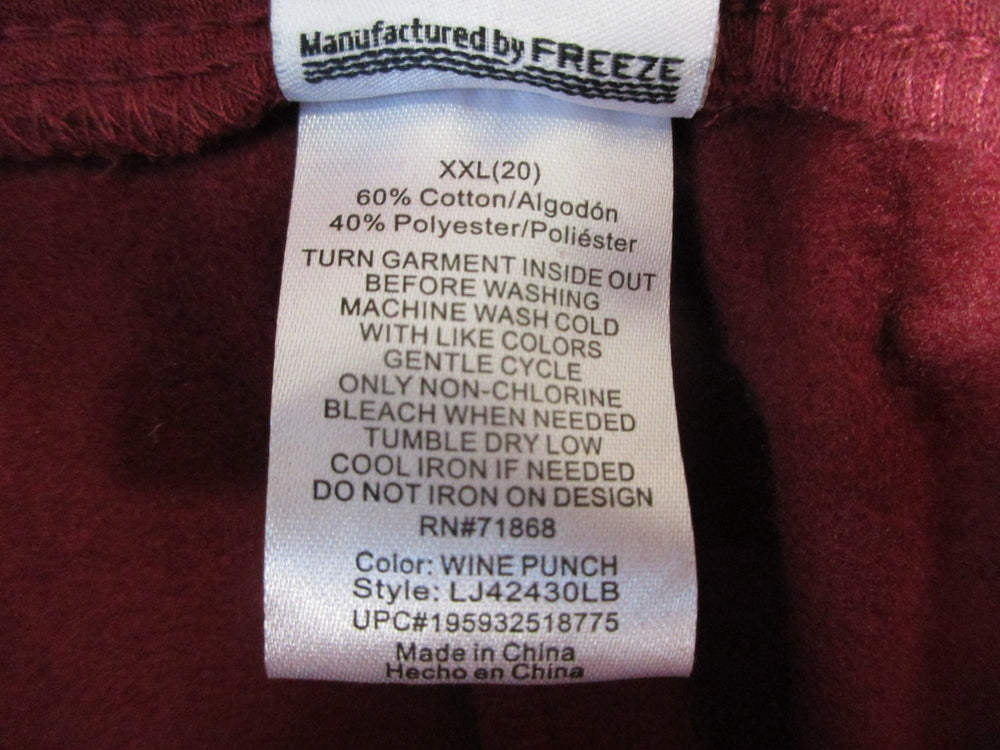 Manufactured by FREEZE
XXL(20)
60% Cotton/Algodón
40% Polyester/Poliéster
TURN GARMENT INSIDE OUT
BEFORE WASHING
MACHINE WASH COLD
WITH LIKE COLORS
GENTLE CYCLE
ONLY NON-CHLORINE
BLEACH WHEN NEEDED
TUMBLE DRY LOW
COOL IRON IF NEEDED
DO NOT IRON ON DESIGN
RN#71868
Color: WINE PUNCH
Style: LJ42430LB
UPC#195932518775
Made in China
Hecho en China